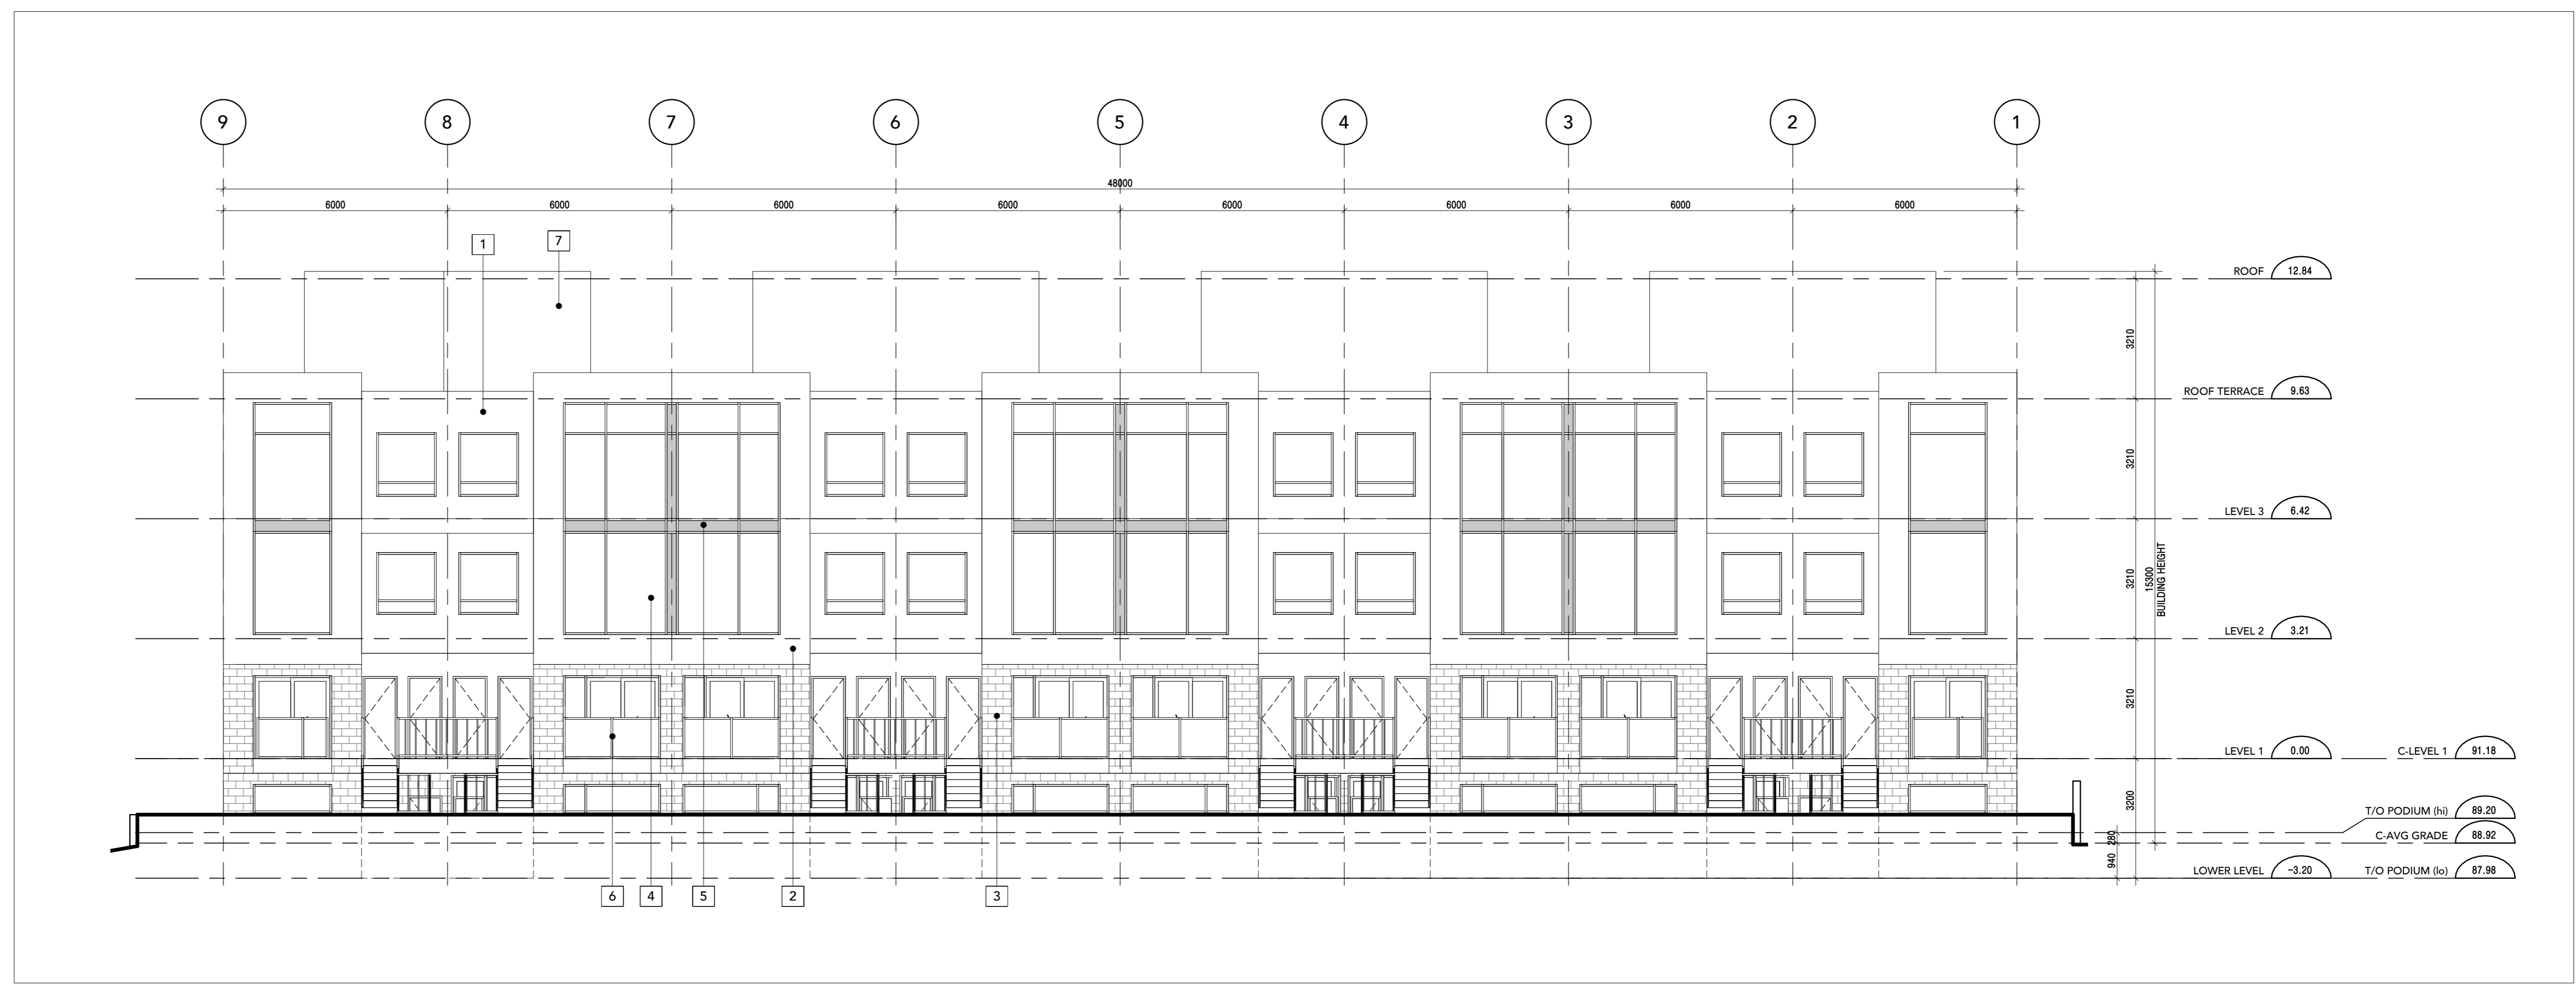 9 8 7 6 5 4 3 2 1
48000
6000 6000 6000 6000 6000 6000 6000 6000
1 7
ROOF 12.84
3210
ROOF TERRACE 9.63
3210
LEVEL 3 6.42
3210
15300
BUILDING HEIGHT
LEVEL 2 3.21
3210
LEVEL 1 0.00 C-LEVEL 1 91.18
3200
T/O PODIUM (hi) 89.20
280
C-AVG GRADE 88.92
940
LOWER LEVEL -3.20 T/O PODIUM (lo) 87.98
6 4 5 2 3